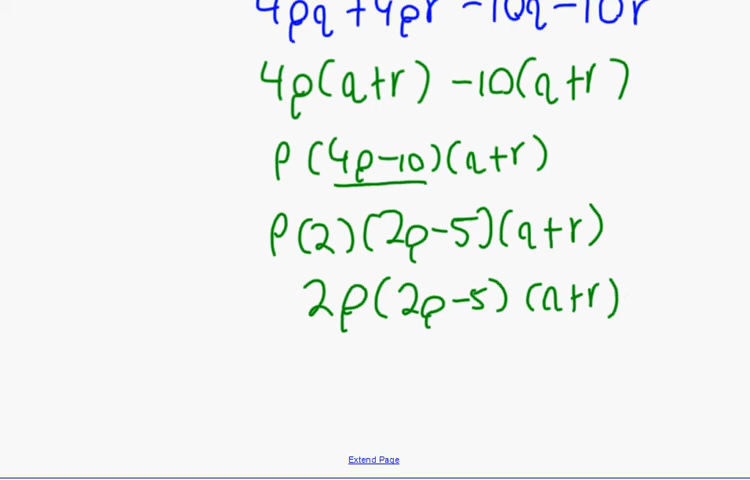 4pq + 4pr - 10q - 10r
4p(q+r) - 10(q+r)
p(4p-10)(q+r)
p(2)(2p-5)(q+r)
2p(2p-5)(q+r)
Extend Page